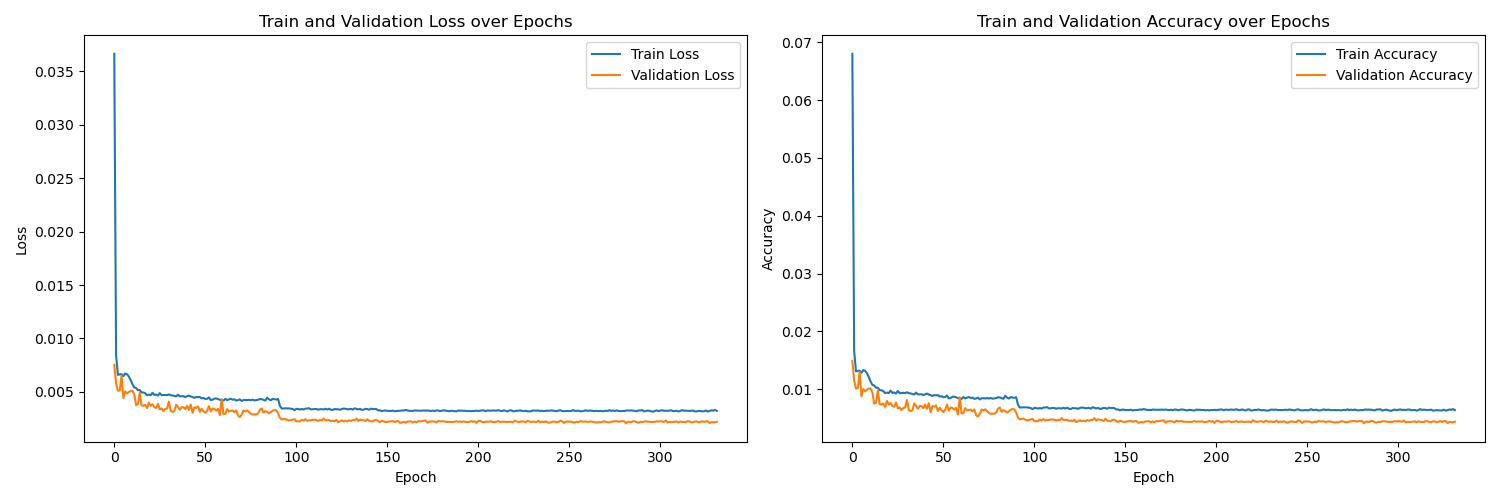 Train and Validation Loss over Epochs
Train Loss
Validation Loss
0.035
0.030
0.025
0.020
0.015
0.010
0.005
Loss
0 50 100 150 200 250 300
Epoch
Train and Validation Accuracy over Epochs
Train Accuracy
Validation Accuracy
0.07
0.06
0.05
0.04
0.03
0.02
0.01
Accuracy
0 50 100 150 200 250 300
Epoch